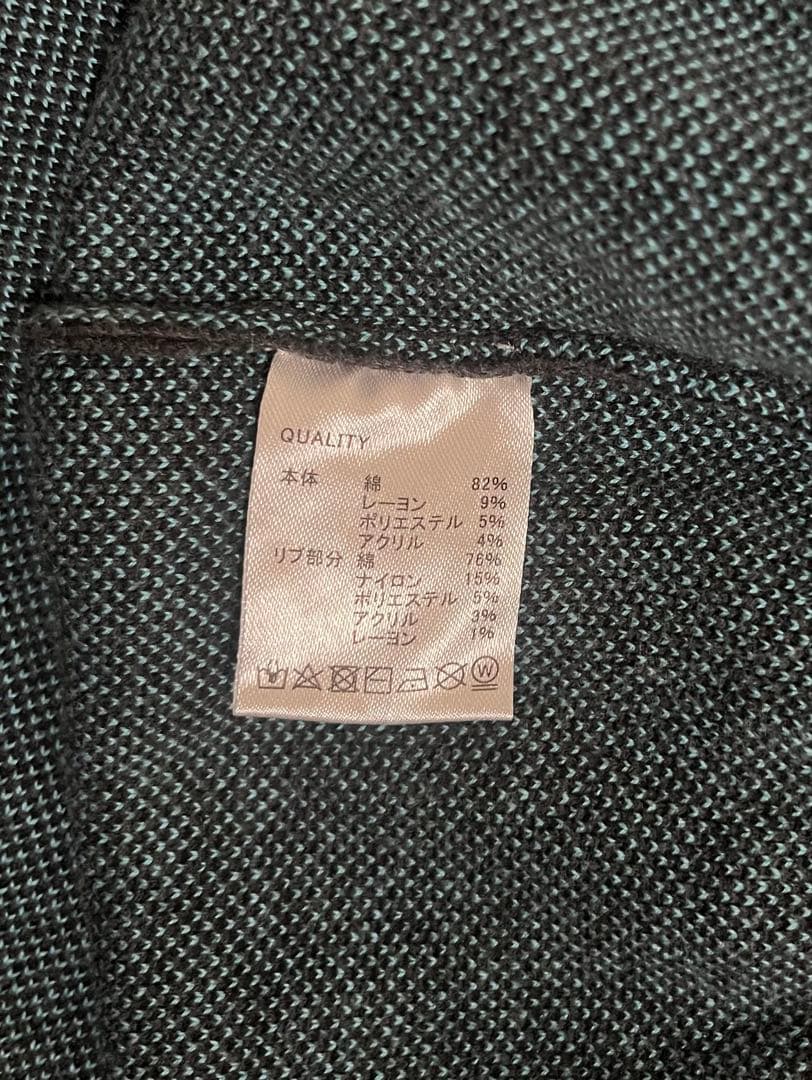 QUALITY
本体 綿 82%
レーヨン 9%
ポリエステル 5%
アクリル 4%
リブ部分 綿 76%
ナイロン 15%
ポリエステル 5%
アクリル 3%
レーヨン 1%
W